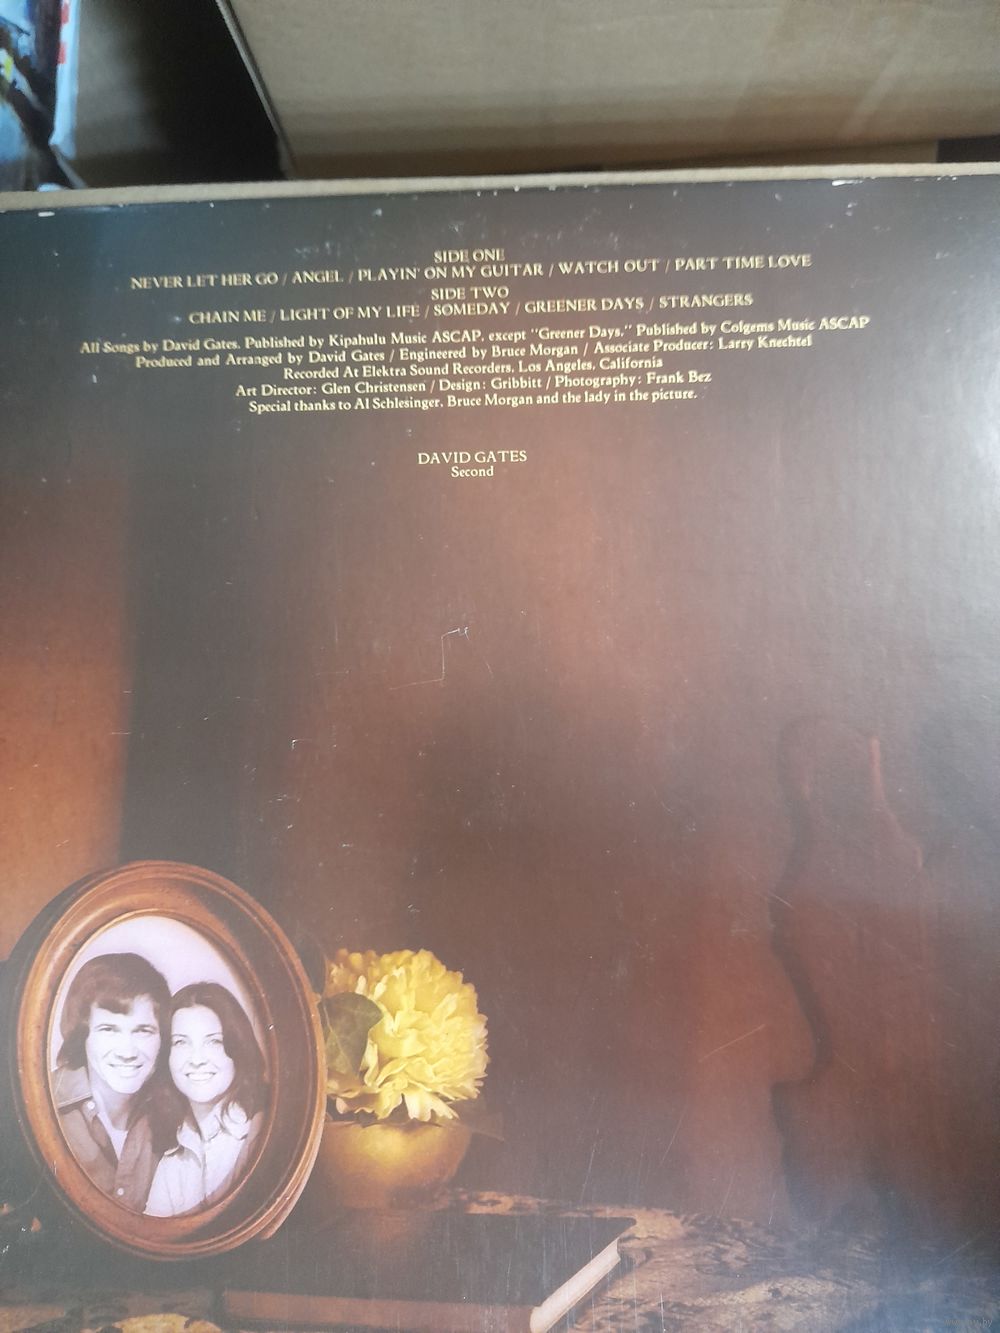 SIDE ONE
NEVER LET HER GO / ANGEL / PLAYIN' ON MY GUITAR / WATCH OUT / PART TIME LOVE
SIDE TWO
CHAIN ME / LIGHT OF MY LIFE / SOMEDAY / GREENER DAYS / STRANGERS
All Songs by David Gates. Published by Kipahulu Music ASCAP, except "Greener Days," Published by Colgems Music ASCAP
Produced and Arranged by David Gates / Engineered by Bruce Morgan / Associate Producer: Larry Knechtel
Recorded At Elektra Sound Recorders, Los Angeles, California
Art Director: Glen Christensen / Design: Gribbitt / Photography: Frank Bez
Special thanks to Al Schlesinger, Bruce Morgan and the lady in the picture.
DAVID GATES
Second